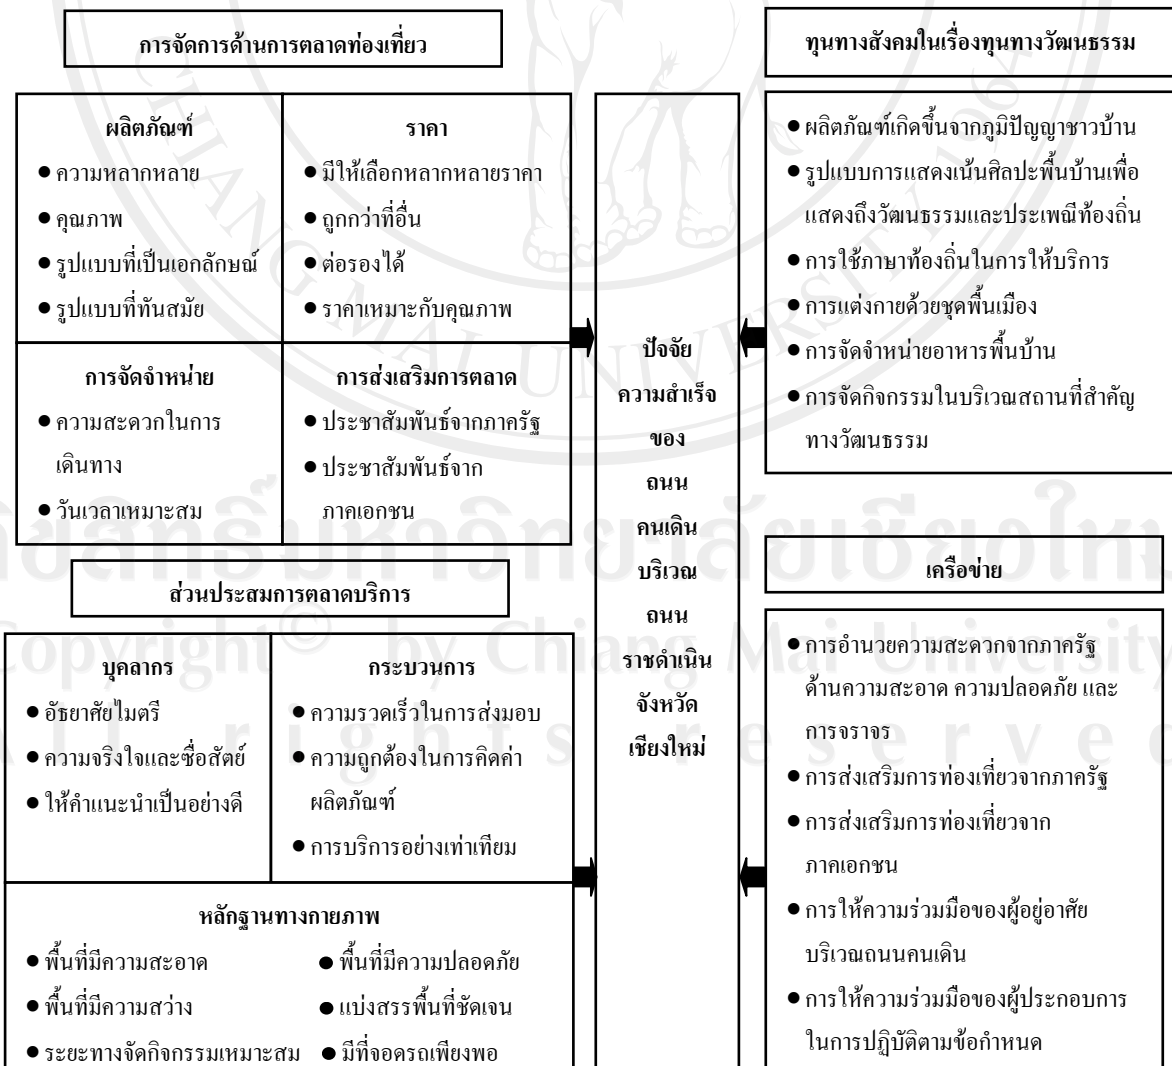 การจัดการด้านการตลาดท่องเที่ยว
ผลิตภัณฑ์
● ความหลากหลาย
● คุณภาพ
● รูปแบบที่เป็นเอกลักษณ์
● รูปแบบที่ทันสมัย
ราคา
● มีให้เลือกหลากหลายราคา
● ถูกกว่าที่อื่น
● ต่อรองได้
● ราคาเหมาะกับคุณภาพ
การจัดจำหน่าย
● ความสะดวกในการ
เดินทาง
● วันเวลาเหมาะสม
การส่งเสริมการตลาด
● ประชาสัมพันธ์จากภาครัฐ
● ประชาสัมพันธ์จาก
ภาคเอกชน
ส่วนประสมการตลาดบริการ
บุคลากร
● อัธยาศัยไมตรี
● ความจริงใจและซื่อสัตย์
● ให้คำแนะนำเป็นอย่างดี
กระบวนการ
● ความรวดเร็วในการส่งมอบ
● ความถูกต้องในการคิดค่า
ผลิตภัณฑ์
● การบริการอย่างเท่าเทียม
หลักฐานทางกายภาพ
● พื้นที่มีความสะอาด
● พื้นที่มีความปลอดภัย
● พื้นที่มีความสว่าง
● แบ่งสรรพื้นที่ชัดเจน
● ระยะทางจัดกิจกรรมเหมาะสม
● มีที่จอดรถเพียงพอ
ปัจจัย
ความสำเร็จ
ของ
ถนน
คนเดิน
บริเวณ
ถนน
ราชดำเนิน
จังหวัด
เชียงใหม่
ทุนทางสังคมในเรื่องทุนทางวัฒนธรรม
● ผลิตภัณฑ์เกิดขึ้นจากภูมิปัญญาชาวบ้าน
● รูปแบบการแสดงเน้นศิลปะพื้นบ้านเพื่อ
แสดงถึงวัฒนธรรมและประเพณีท้องถิ่น
● การใช้ภาษาท้องถิ่นในการให้บริการ
● การแต่งกายด้วยชุดพื้นเมือง
● การจัดจำหน่ายอาหารพื้นบ้าน
● การจัดกิจกรรมในบริเวณสถานที่สำคัญ
ทางวัฒนธรรม
เครือข่าย
● การอำนวยความสะดวกจากภาครัฐ
ด้านความสะอาด ความปลอดภัย และ
การจราจร
● การส่งเสริมการท่องเที่ยวจากภาครัฐ
● การส่งเสริมการท่องเที่ยวจาก
ภาคเอกชน
● การให้ความร่วมมือของผู้อยู่อาศัย
บริเวณถนนคนเดิน
● การให้ความร่วมมือของผู้ประกอบการ
ในการปฏิบัติตามข้อกำหนด
CHIANG MAI UNIVERSITY 1964
Copyright© by Chiang Mai University
rights reserved